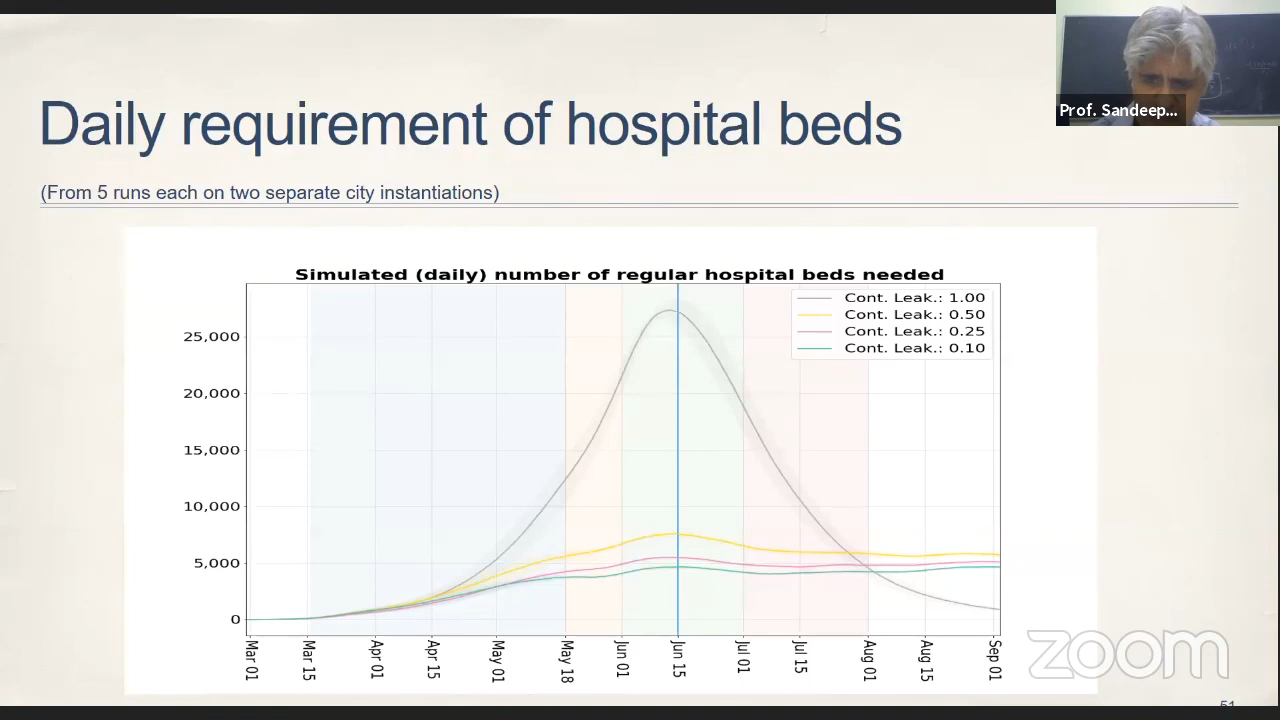 Prof. Sandeep...
Daily requirement of hospital beds
(From 5 runs each on two separate city instantiations)
Simulated (daily) number of regular hospital beds needed
Cont. Leak.: 1.00
Cont. Leak.: 0.50
Cont. Leak.: 0.25
Cont. Leak.: 0.10
25,000
20,000
15,000
10,000
5,000
0
Mar 01
Mar 15
Apr 01
Apr 15
May 01
May 18
Jun 01
Jun 15
Jul 01
Jul 15
Aug 01
Aug 15
Sep 01
zoom
51